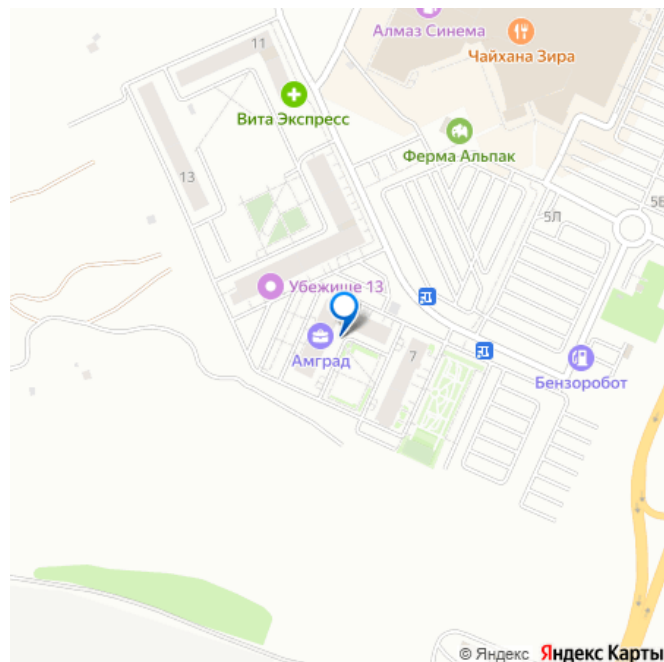 Алмаз Синема
11
Чайхана Зира
Вита Экспресс
Ферма Альпак
13
5Л
Убежище 13
Амград
7
Бензоробот
© Яндекс Яндекс Карты